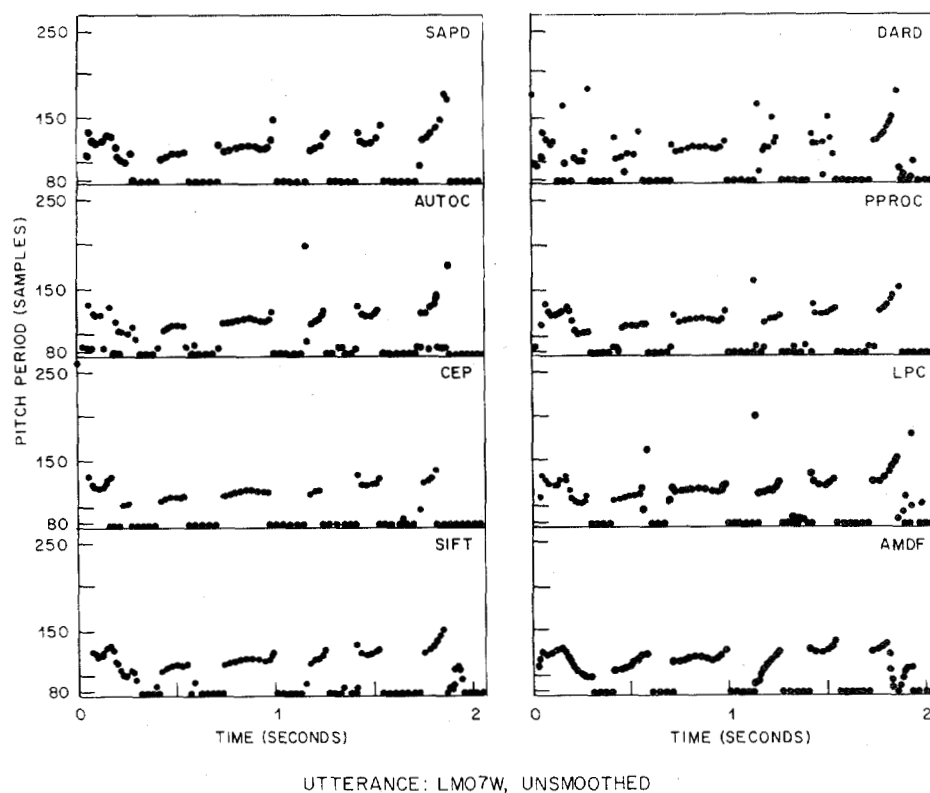 250
SAPD
150
80
DARD
250
AUTOC
150
80
PPROC
PITCH PERIOD (SAMPLES)
250
CEP
150
80
LPC
250
SIFT
150
80
AMDF
0
1
2
0
1
2
TIME (SECONDS)
TIME (SECONDS)
UTTERANCE: LM07W, UNSMOOTHED